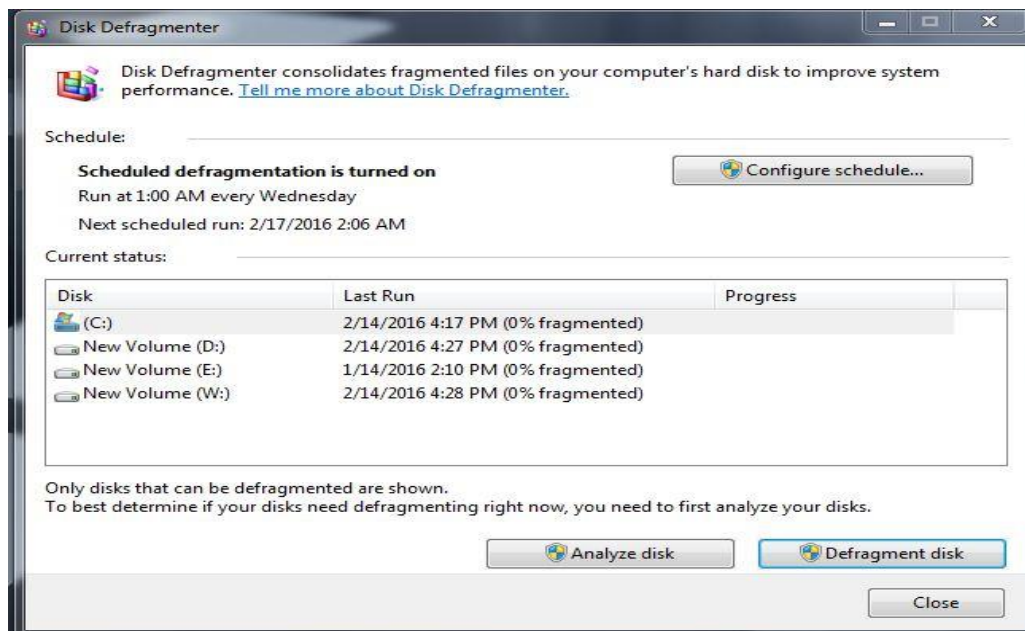 Disk Defragmenter
Disk Defragmenter consolidates fragmented files on your computer's hard disk to improve system
performance. Tell me more about Disk Defragmenter.
Schedule:
Scheduled defragmentation is turned on
Configure schedule...
Run at 1:00 AM every Wednesday
Next scheduled run: 2/17/2016 2:06 AM
Current status:
Disk Last Run Progress
(C:) 2/14/2016 4:17 PM (0% fragmented)
New Volume (D:) 2/14/2016 4:27 PM (0% fragmented)
New Volume (E:) 1/14/2016 2:10 PM (0% fragmented)
New Volume (W:) 2/14/2016 4:28 PM (0% fragmented)
Only disks that can be defragmented are shown.
To best determine if your disks need defragmenting right now, you need to first analyze your disks.
Analyze disk Defragment disk
Close